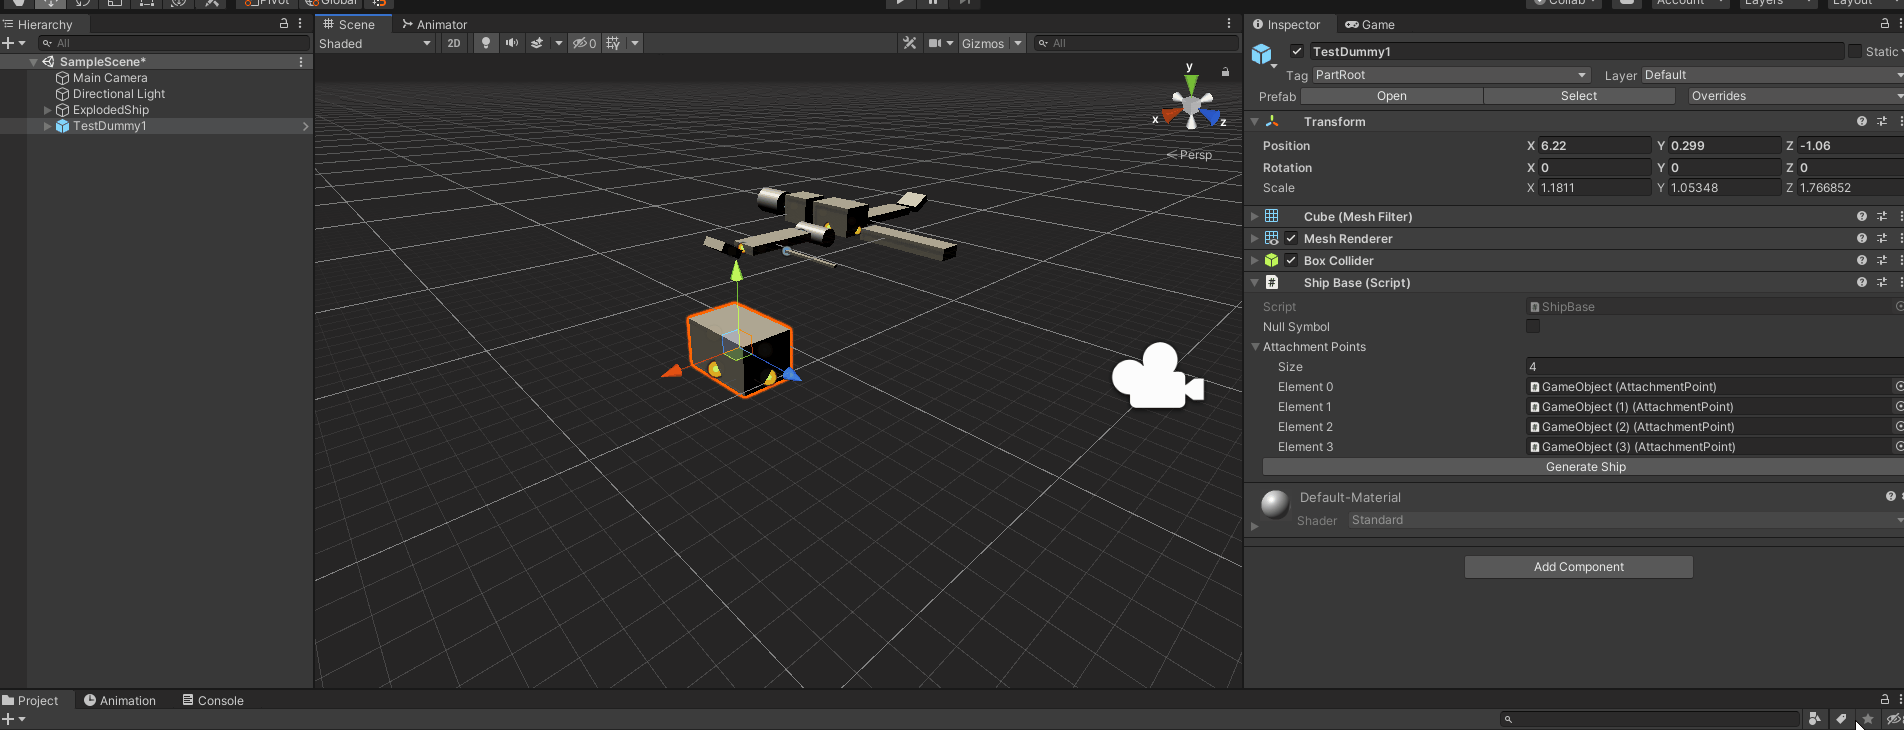 Pivot Global Collab Account Layers Layout
Hierarchy Scene Animator Inspector Game
All Shaded 2D 0 Gizmos All TestDummy1 Static
SampleScene*
Main Camera
Directional Light
ExplodedShip
TestDummy1
y
x
z
Persp
Tag PartRoot Layer Default
Prefab Open Select Overrides
Transform
Position X 6.22 Y 0.299 Z -1.06
Rotation X 0 Y 0 Z 0
Scale X 1.1811 Y 1.05348 Z 1.766852
Cube (Mesh Filter)
Mesh Renderer
Box Collider
# Ship Base (Script)
Script ShipBase
Null Symbol
Attachment Points
Size 4
Element 0 GameObject (AttachmentPoint)
Element 1 GameObject (1) (AttachmentPoint)
Element 2 GameObject (2) (AttachmentPoint)
Element 3 GameObject (3) (AttachmentPoint)
Generate Ship
Default-Material
Shader Standard
Add Component
Project Animation Console